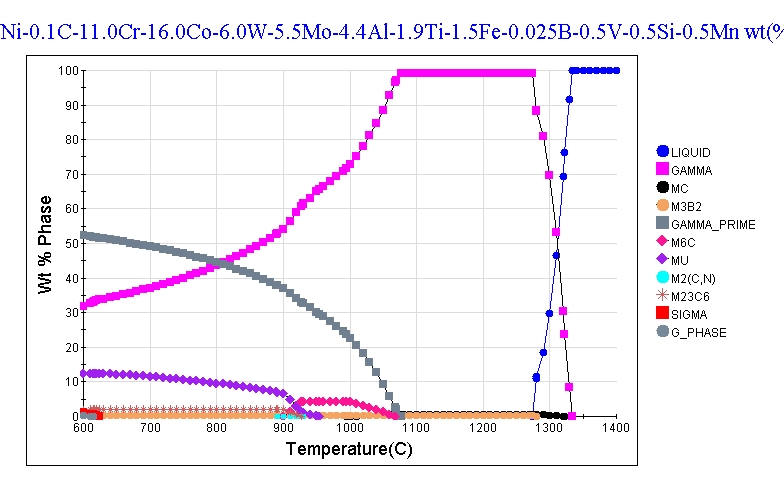 Ni-0.1C-11.0Cr-16.0Co-6.0W-5.5Mo-4.4Al-1.9Ti-1.5Fe-0.025B-0.5V-0.5Si-0.5Mn wt(%
100
90
80
70
60
50
40
30
20
10
0
Wt % Phase
600 700 800 900 1000 1100 1200 1300 1400
Temperature(C)
LIQUID
GAMMA
MC
M3B2
GAMMA_PRIME
M6C
MU
M2(C,N)
M23C6
SIGMA
G_PHASE